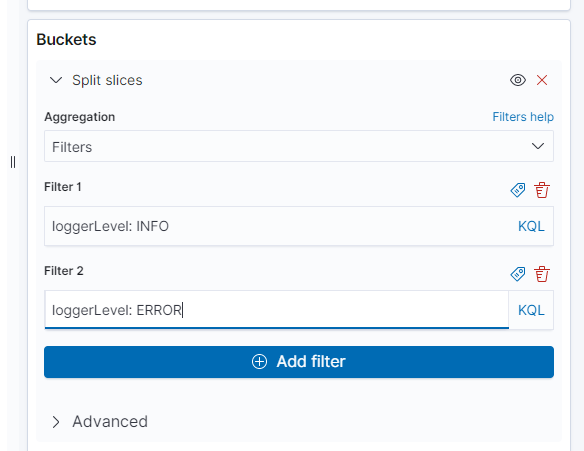 Buckets
Split slices
Aggregation Filters help
Filters
Filter 1
loggerLevel: INFO KQL
Filter 2
loggerLevel: ERROR KQL
Add filter
Advanced